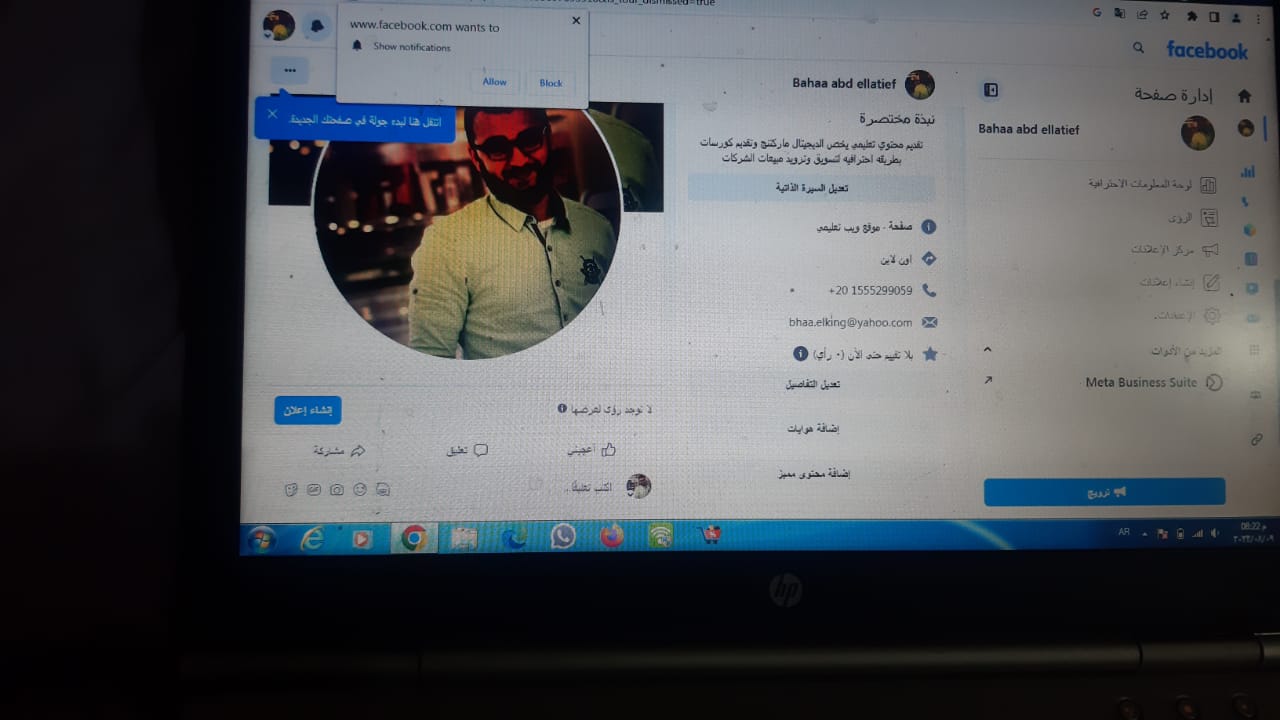 www.facebook.com wants to
Show notifications
Allow
Block
انتقل هنا لبدء جولة في صفحتك الجديدة.
facebook
إدارة صفحة
Bahaa abd ellatief
لوحة المعلومات الاحترافية
الرؤى
مركز الإعلانات
إنشاء إعلانات
الإعدادات
المزيد من الأدوات
Meta Business Suite
ترويج
Bahaa abd ellatief
نبذة مختصرة
تقديم محتوي تعليمي يخص الديجيتال ماركتنج وتقديم كورسات
بطريقه احترافيه لتسويق وتزويد مبيعات الشركات
تعديل السيرة الذاتية
صفحة · موقع ويب تعليمي
اون لاين
+20 1555299059
bhaa.elking@yahoo.com
بلا تقييم حتى الآن (٠ رأي)
تعديل التفاصيل
إضافة هوايات
إضافة محتوى مميز
لا توجد رؤى لعرضها
إنشاء إعلان
أعجبني
تعليق
مشاركة
اكتب تعليقًا...
GIF
AR
08:22 م
hp